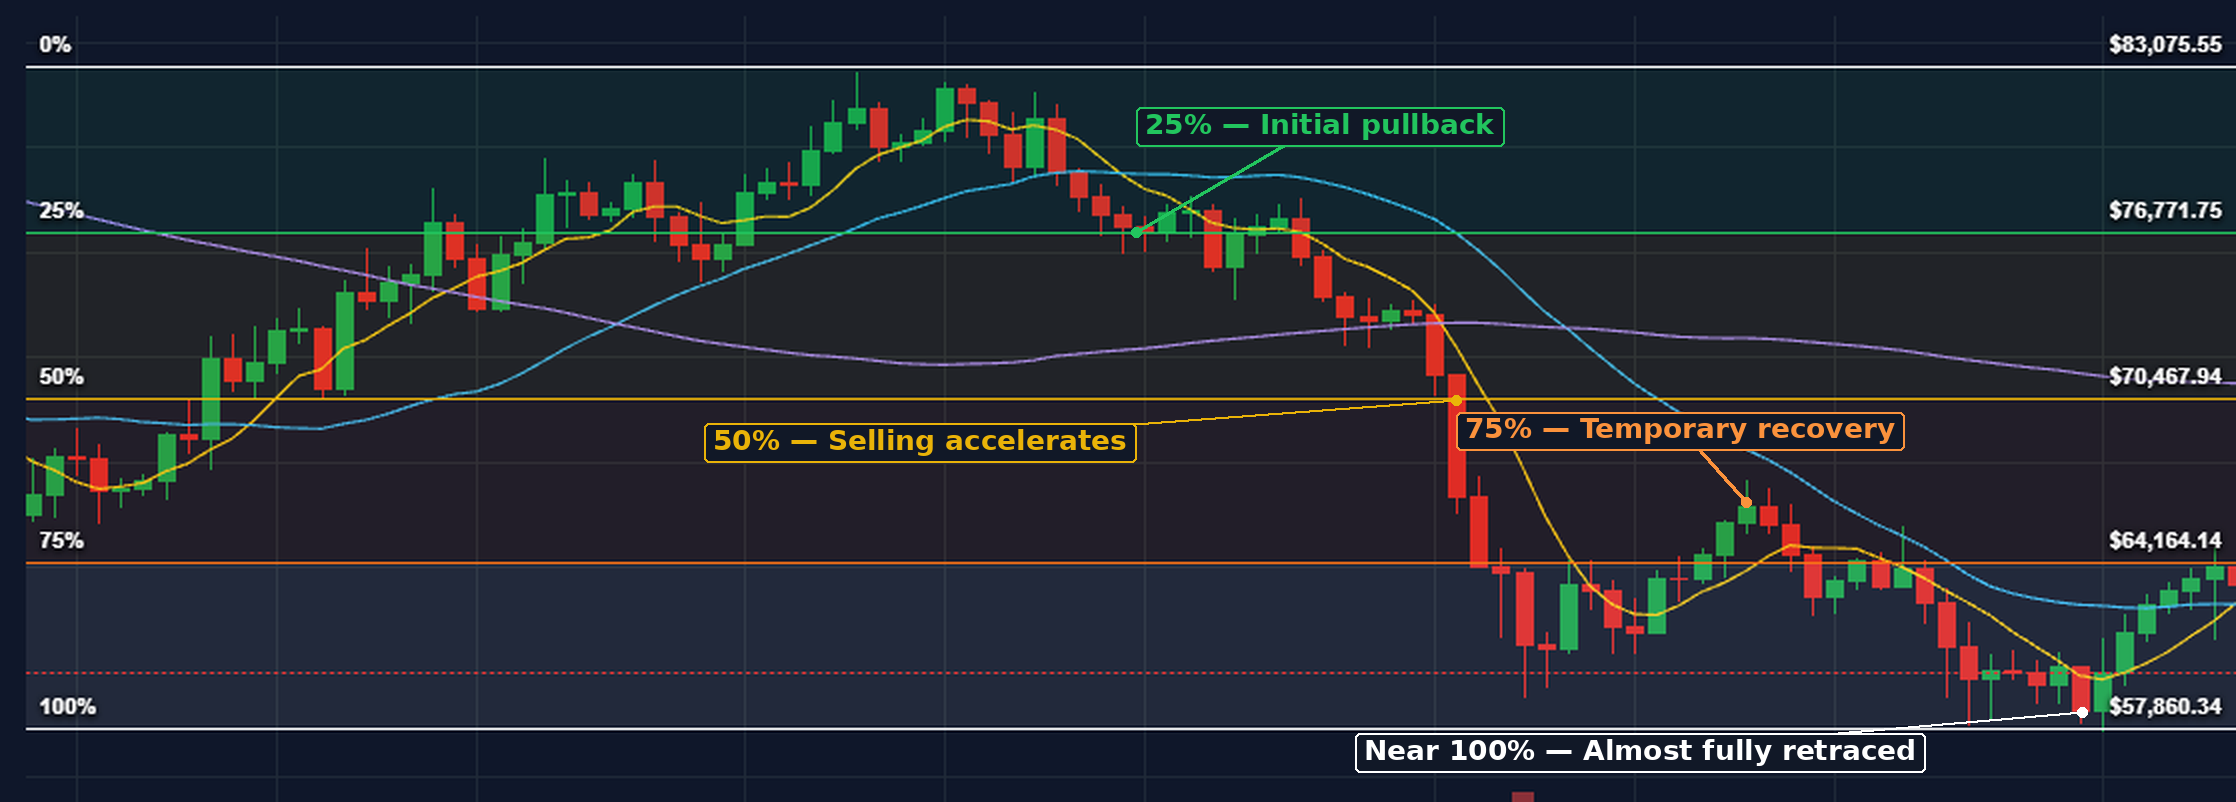 0%
$83,075.55
25% — Initial pullback
25%
$76,771.75
50%
$70,467.94
50% — Selling accelerates
75% — Temporary recovery
75%
$64,164.14
100%
$57,860.34
Near 100% — Almost fully retraced